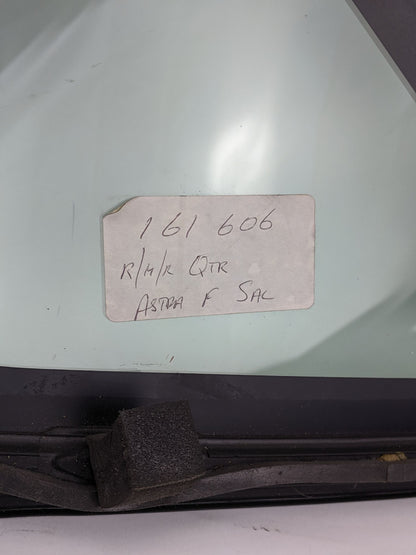 161 606
R/H/R QTR
ASTRA F SAL